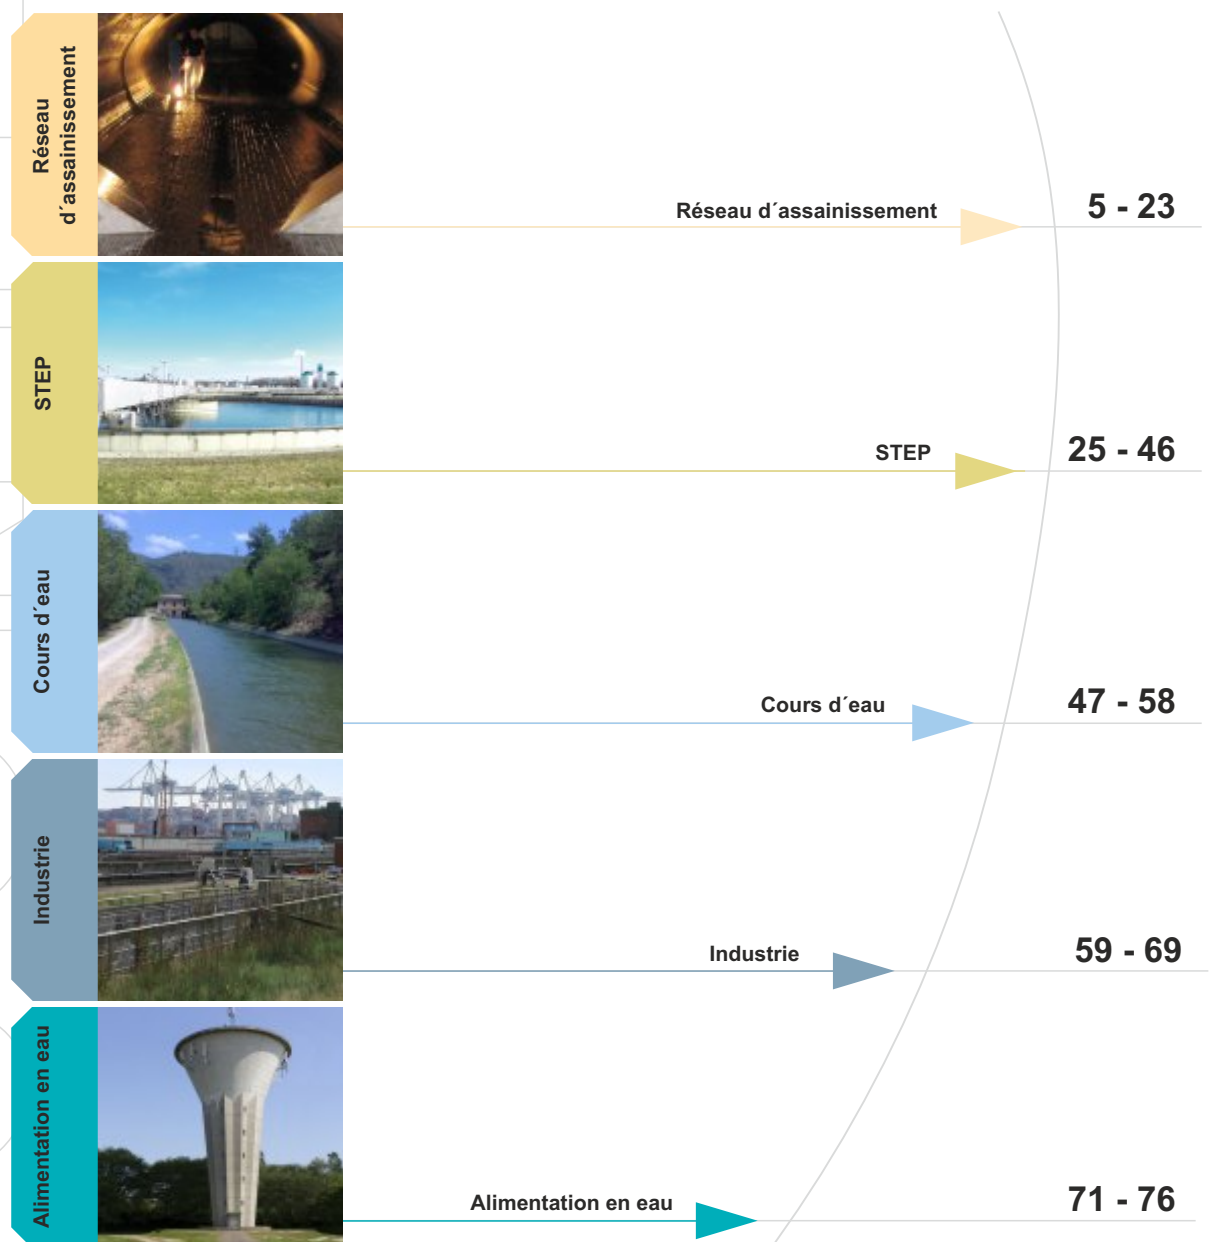 Réseau
d´assainissement
Réseau d´assainissement
5 - 23
STEP
STEP
25 - 46
Cours d´eau
Cours d´eau
47 - 58
Industrie
Industrie
59 - 69
Alimentation en eau
Alimentation en eau
71 - 76